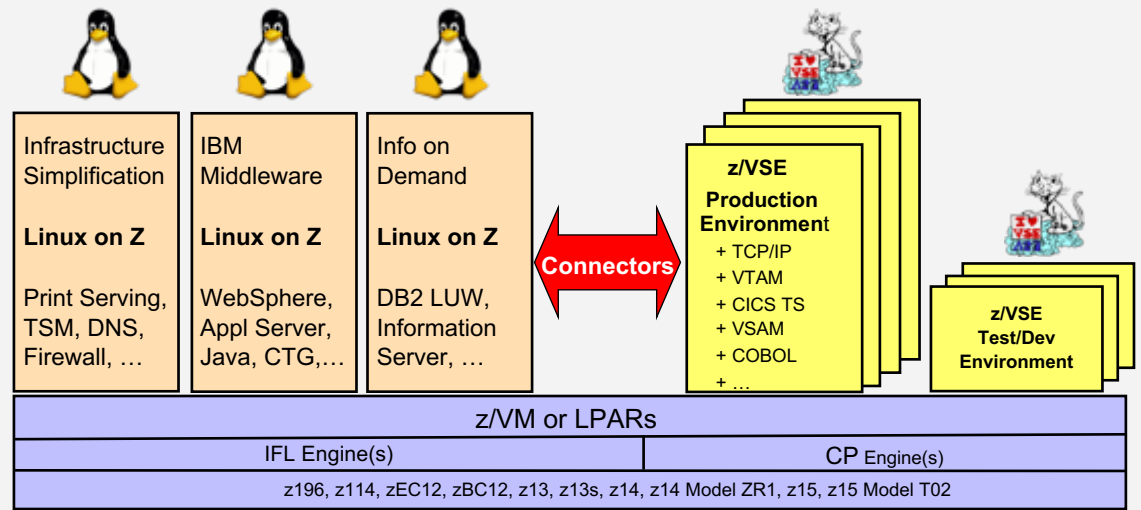 Infrastructure
Simplification
Linux on Z
Print Serving,
TSM, DNS,
Firewall, …
IBM
Middleware
Linux on Z
WebSphere,
Appl Server,
Java, CTG,…
Info on
Demand
Linux on Z
DB2 LUW,
Information
Server, …
Connectors
I ♥
VSE
z/VSE
Production
Environment
+ TCP/IP
+ VTAM
+ CICS TS
+ VSAM
+ COBOL
+ …
I ♥
VSE
z/VSE
Test/Dev
Environment
z/VM or LPARs
IFL Engine(s)
CP Engine(s)
z196, z114, zEC12, zBC12, z13, z13s, z14, z14 Model ZR1, z15, z15 Model T02